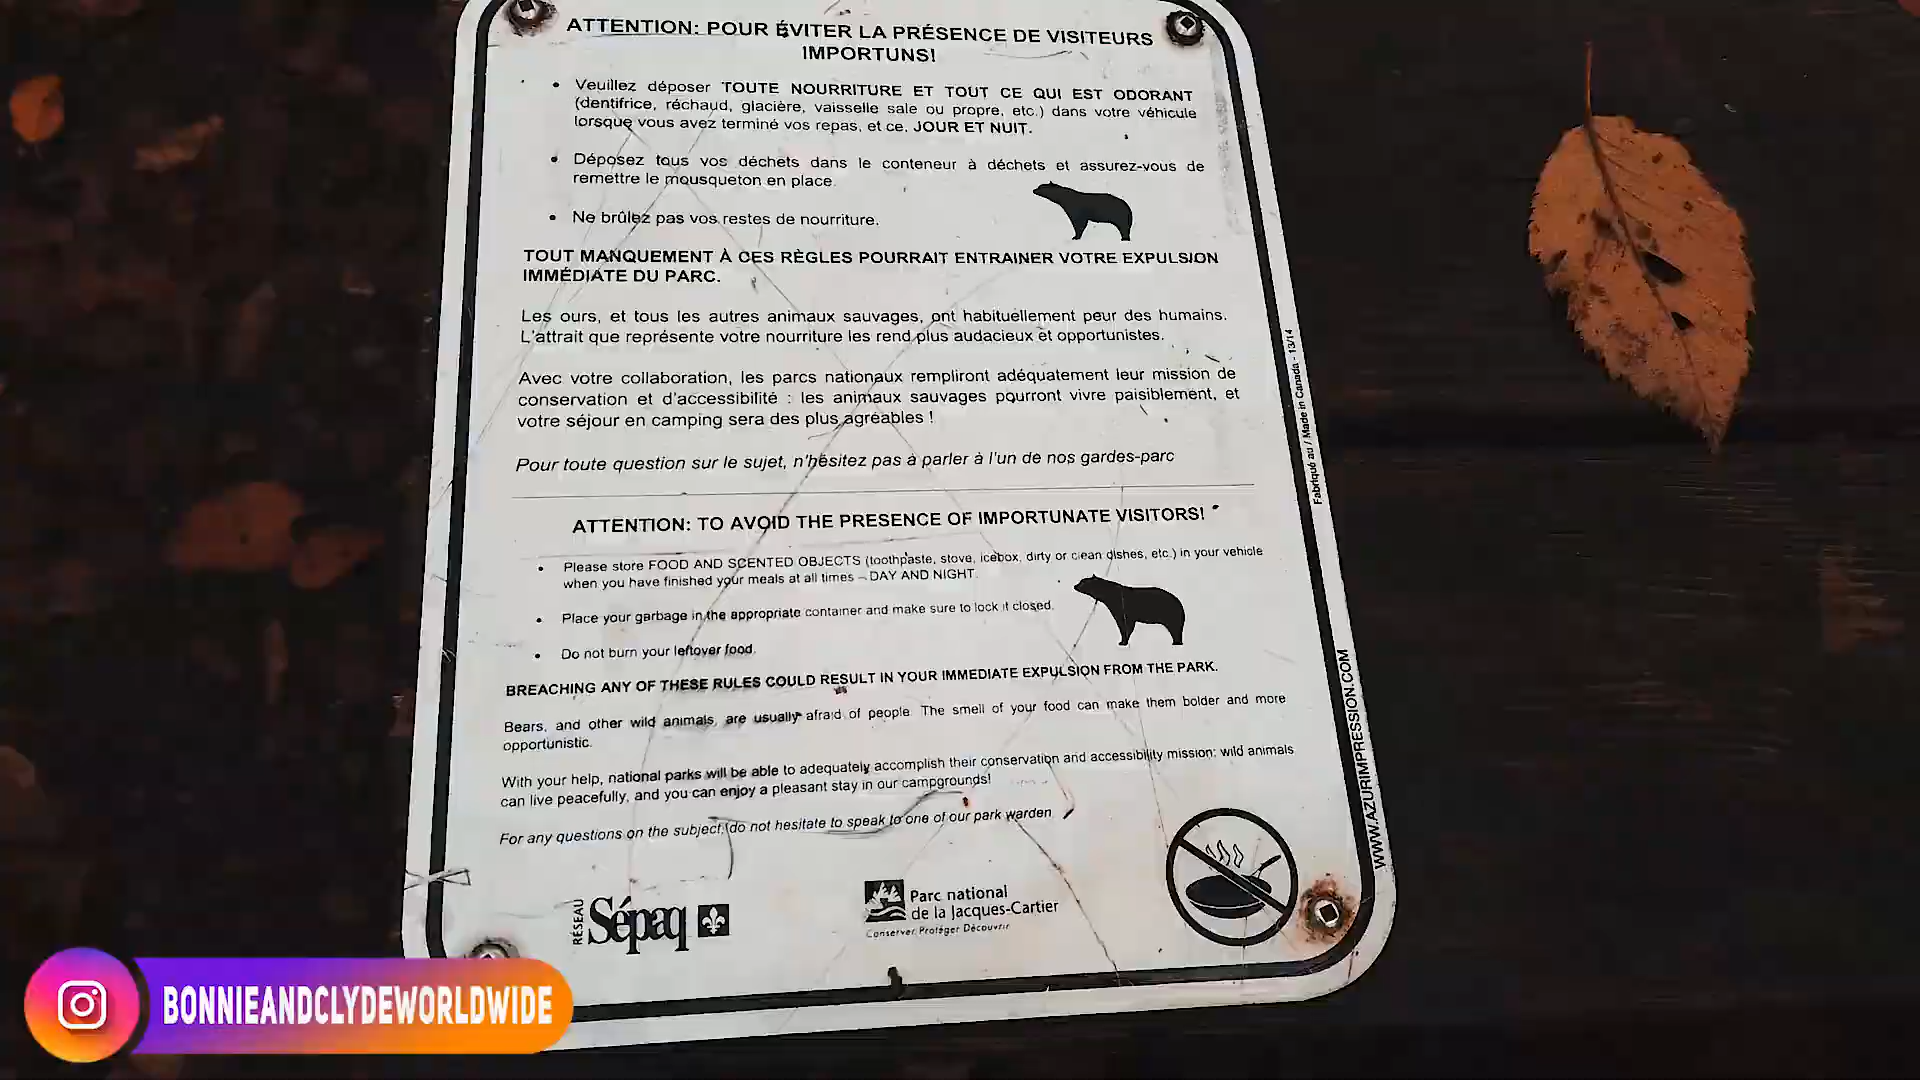 ATTENTION: POUR ÉVITER LA PRÉSENCE DE VISITEURS
IMPORTUNS!
• Veuillez déposer TOUTE NOURRITURE ET TOUT CE QUI EST ODORANT
(dentifrice, réchaud, glacière, vaisselle sale ou propre, etc.) dans votre véhicule
lorsque vous avez terminé vos repas, et ce, JOUR ET NUIT.
• Déposez tous vos déchets dans le conteneur à déchets et assurez-vous de
remettre le mousqueton en place.
• Ne brûlez pas vos restes de nourriture.
TOUT MANQUEMENT À CES RÈGLES POURRAIT ENTRAINER VOTRE EXPULSION
IMMÉDIATE DU PARC.
Les ours, et tous les autres animaux sauvages, ont habituellement peur des humains.
L'attrait que représente votre nourriture les rend plus audacieux et opportunistes.
Avec votre collaboration, les parcs nationaux rempliront adéquatement leur mission de
conservation et d'accessibilité : les animaux sauvages pourront vivre paisiblement, et
votre séjour en camping sera des plus agréables !
Pour toute question sur le sujet, n'hésitez pas à parler à l'un de nos gardes-parc
ATTENTION: TO AVOID THE PRESENCE OF IMPORTUNATE VISITORS!
• Please store FOOD AND SCENTED OBJECTS (toothpaste, stove, icebox, dirty or clean dishes, etc.) in your vehicle
when you have finished your meals at all times – DAY AND NIGHT.
• Place your garbage in the appropriate container and make sure to lock it closed.
• Do not burn your leftover food.
BREACHING ANY OF THESE RULES COULD RESULT IN YOUR IMMEDIATE EXPULSION FROM THE PARK.
Bears, and other wild animals, are usually afraid of people. The smell of your food can make them bolder and more
opportunistic.
With your help, national parks will be able to adequately accomplish their conservation and accessibility mission: wild animals
can live peacefully, and you can enjoy a pleasant stay in our campgrounds!
For any questions on the subject, do not hesitate to speak to one of our park warden
RÉSEAU
Sépaq
Parc national
de la Jacques-Cartier
Conserver. Protéger. Découvrir
Fabriqué au / Made in Canada - 13/14
WWW.AZURIMPRESSION.COM
BONNIEANDCLYDEWORLDWIDE